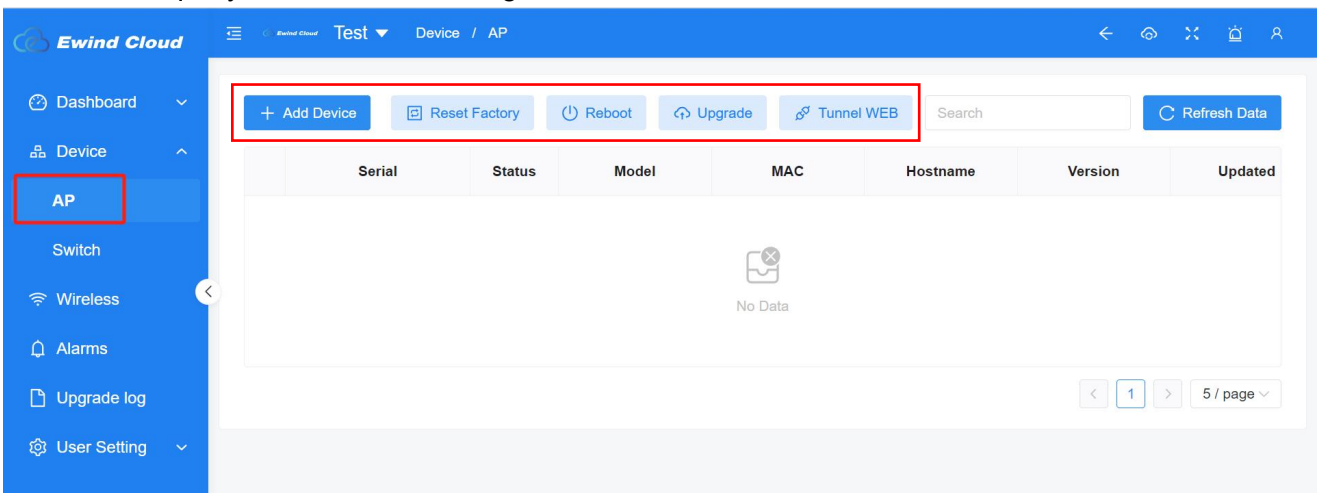 Ewind Cloud
Ewind Cloud Test Device / AP
Dashboard
Device
AP
Switch
Wireless
Alarms
Upgrade log
User Setting
+ Add Device Reset Factory Reboot Upgrade Tunnel WEB Search Refresh Data
Serial Status Model MAC Hostname Version Updated
No Data
< 1 > 5 / page